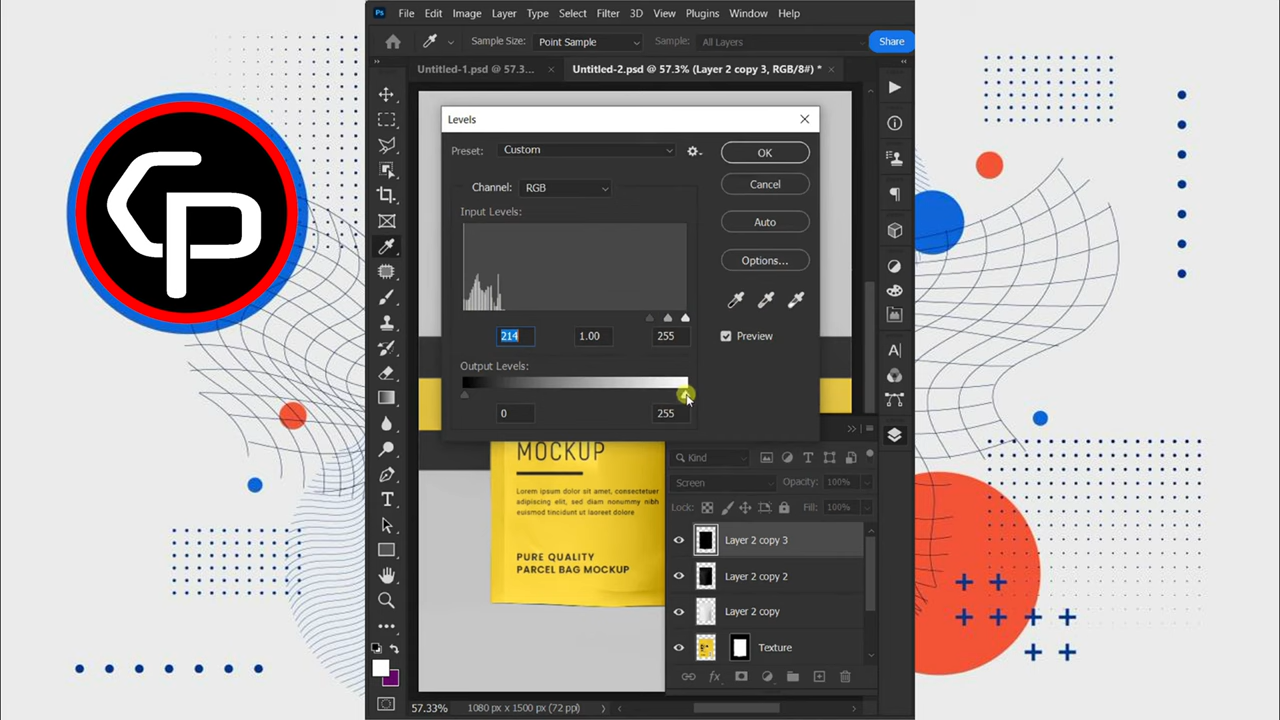 GP
Ps File Edit Image Layer Type Select Filter 3D View Plugins Window Help
Sample Size: Point Sample Sample: All Layers Share
Untitled-1.psd @ 57.3... × Untitled-2.psd @ 57.3% (Layer 2 copy 3, RGB/8#) * ×
Levels
Preset: Custom
OK
Channel: RGB
Cancel
Input Levels:
Auto
Options...
214 1.00 255
Preview
Output Levels:
0 255
MOCKUP
Lorem ipsum dolor sit amet, consectetuer
adipiscing elit, sed diam nonummy nibh
euismod tincidunt ut laoreet dolore
PURE QUALITY
PARCEL BAG MOCKUP
Kind
Screen Opacity: 100%
Lock: Fill: 100%
Layer 2 copy 3
Layer 2 copy 2
Layer 2 copy
Texture
fx
57.33% 1080 px x 1500 px (72 ppi)